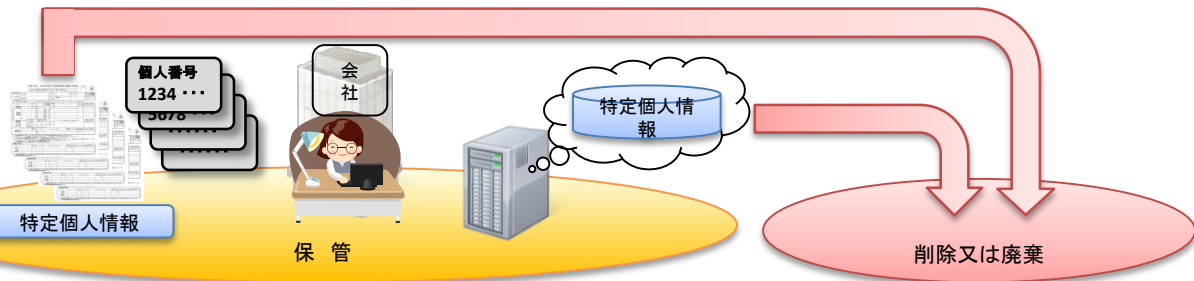 個人番号
1234 ・・・
5678 ・・・
・・・・・・
・・・・・・
会
社
特定個人情
報
特定個人情報
保 管
削除又は廃棄